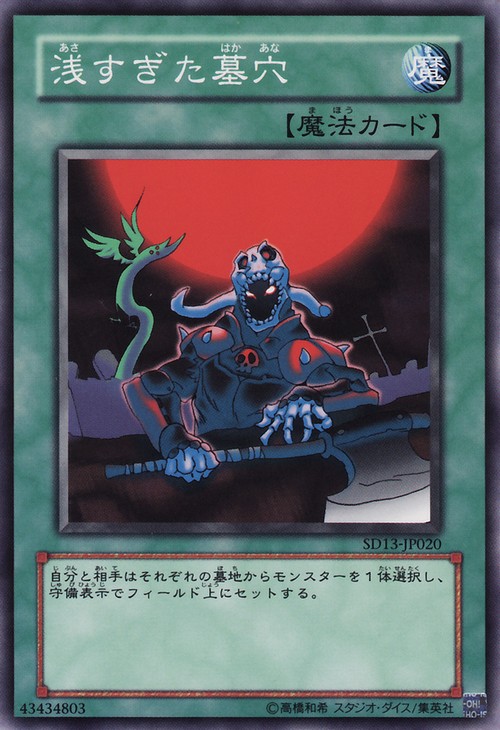 浅すぎた墓穴
魔
【魔法カード】
SD13-JP020
自分と相手はそれぞれの墓地からモンスターを1体選択し、
守備表示でフィールド上にセットする。
43434803
©高橋和希 スタジオ・ダイス/集英社